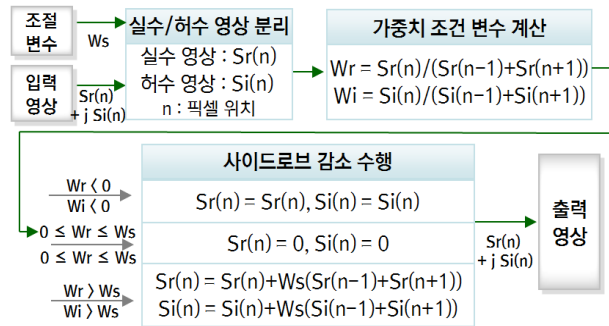 조절
변수
Ws
입력
영상
Sr(n)
+ j Si(n)
실수/허수 영상 분리
실수 영상 : Sr(n)
허수 영상 : Si(n)
n : 픽셀 위치
가중치 조건 변수 계산
Wr = Sr(n)/(Sr(n-1)+Sr(n+1))
Wi = Si(n)/(Si(n-1)+Si(n+1))
사이드로브 감소 수행
Wr < 0
Wi < 0
Sr(n) = Sr(n), Si(n) = Si(n)
0 ≤ Wr ≤ Ws
0 ≤ Wr ≤ Ws
Sr(n) = 0, Si(n) = 0
Wr > Ws
Wi > Ws
Sr(n) = Sr(n)+Ws(Sr(n-1)+Sr(n+1))
Si(n) = Si(n)+Ws(Si(n-1)+Si(n+1))
Sr(n)
+ j Si(n)
출력
영상